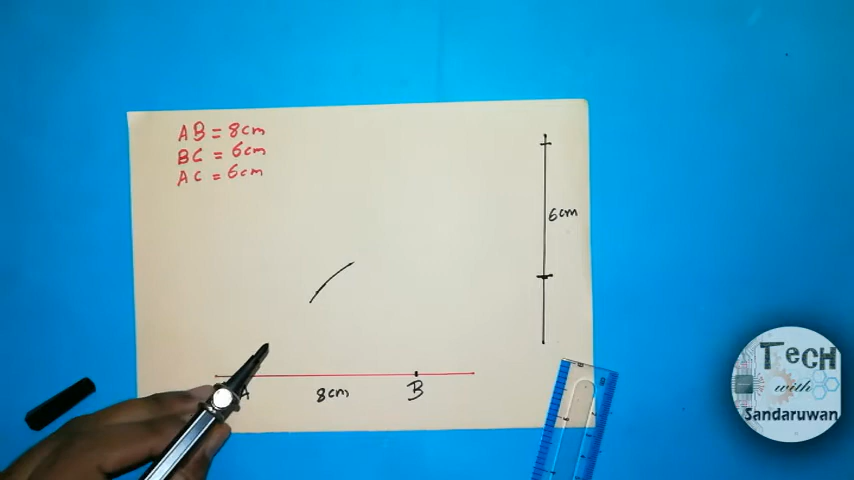 AB = 8cm
BC = 6cm
AC = 6cm
6cm
A 8cm B
TecH
with
Sandaruwan